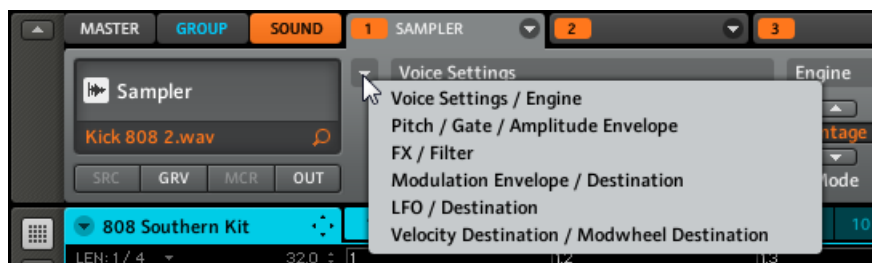 MASTER GROUP SOUND 1 SAMPLER 2 3
Voice Settings Engine
Sampler
Kick 808 2.wav
SRC GRV MCR OUT
Voice Settings / Engine
Pitch / Gate / Amplitude Envelope
FX / Filter
Modulation Envelope / Destination
LFO / Destination
Velocity Destination / Modwheel Destination
808 Southern Kit 10
LEN: 1 / 4 32.0 1 1.2 1.3